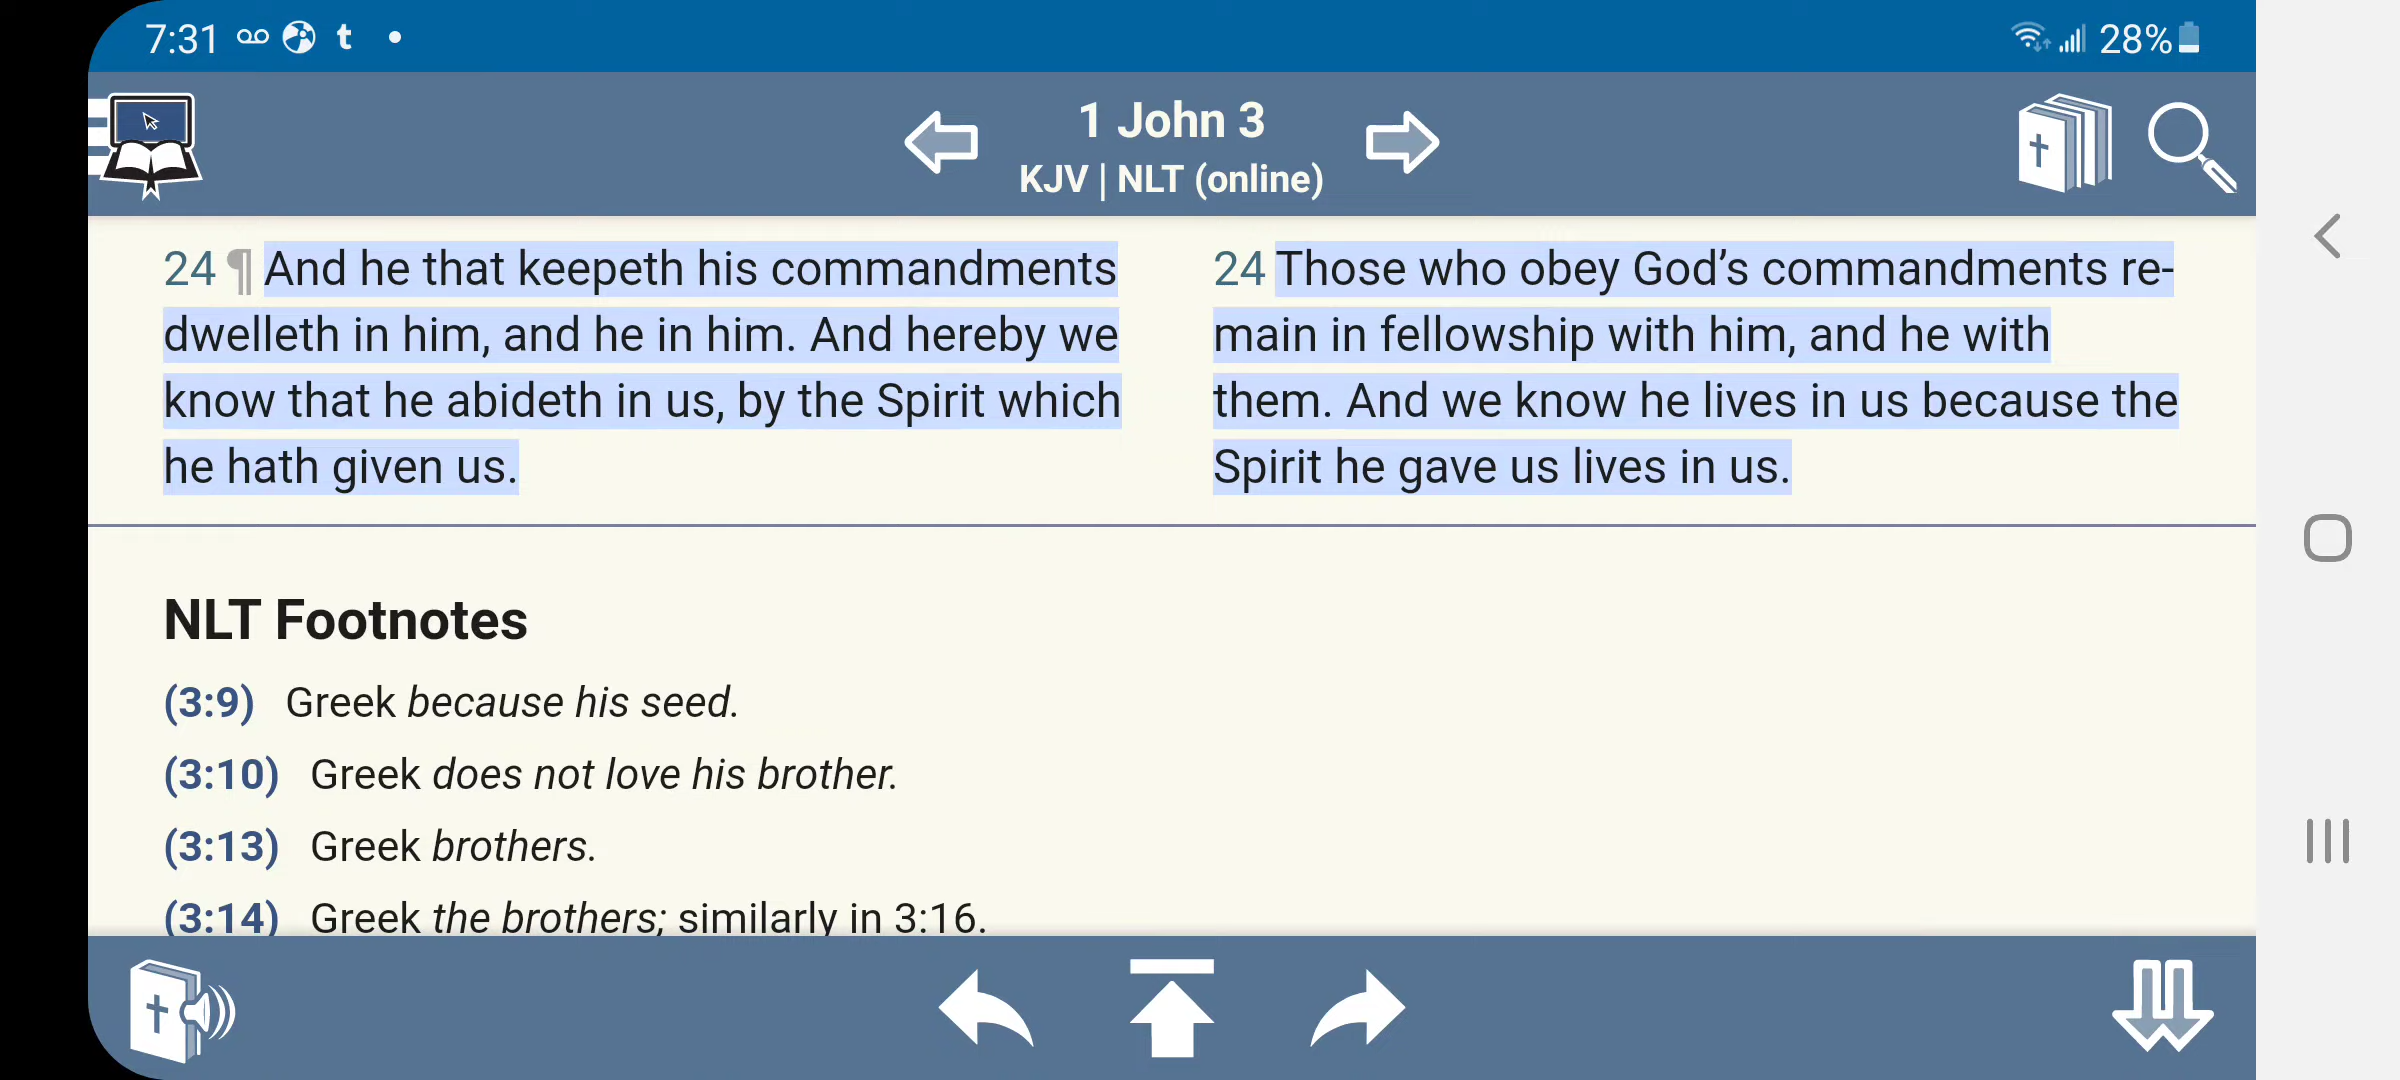 7:31 t • 28%
1 John 3
KJV | NLT (online)
24 ¶ And he that keepeth his commandments
dwelleth in him, and he in him. And hereby we
know that he abideth in us, by the Spirit which
he hath given us.
24 Those who obey God’s commandments re-
main in fellowship with him, and he with
them. And we know he lives in us because the
Spirit he gave us lives in us.
NLT Footnotes
(3:9) Greek because his seed.
(3:10) Greek does not love his brother.
(3:13) Greek brothers.
(3:14) Greek the brothers; similarly in 3:16.